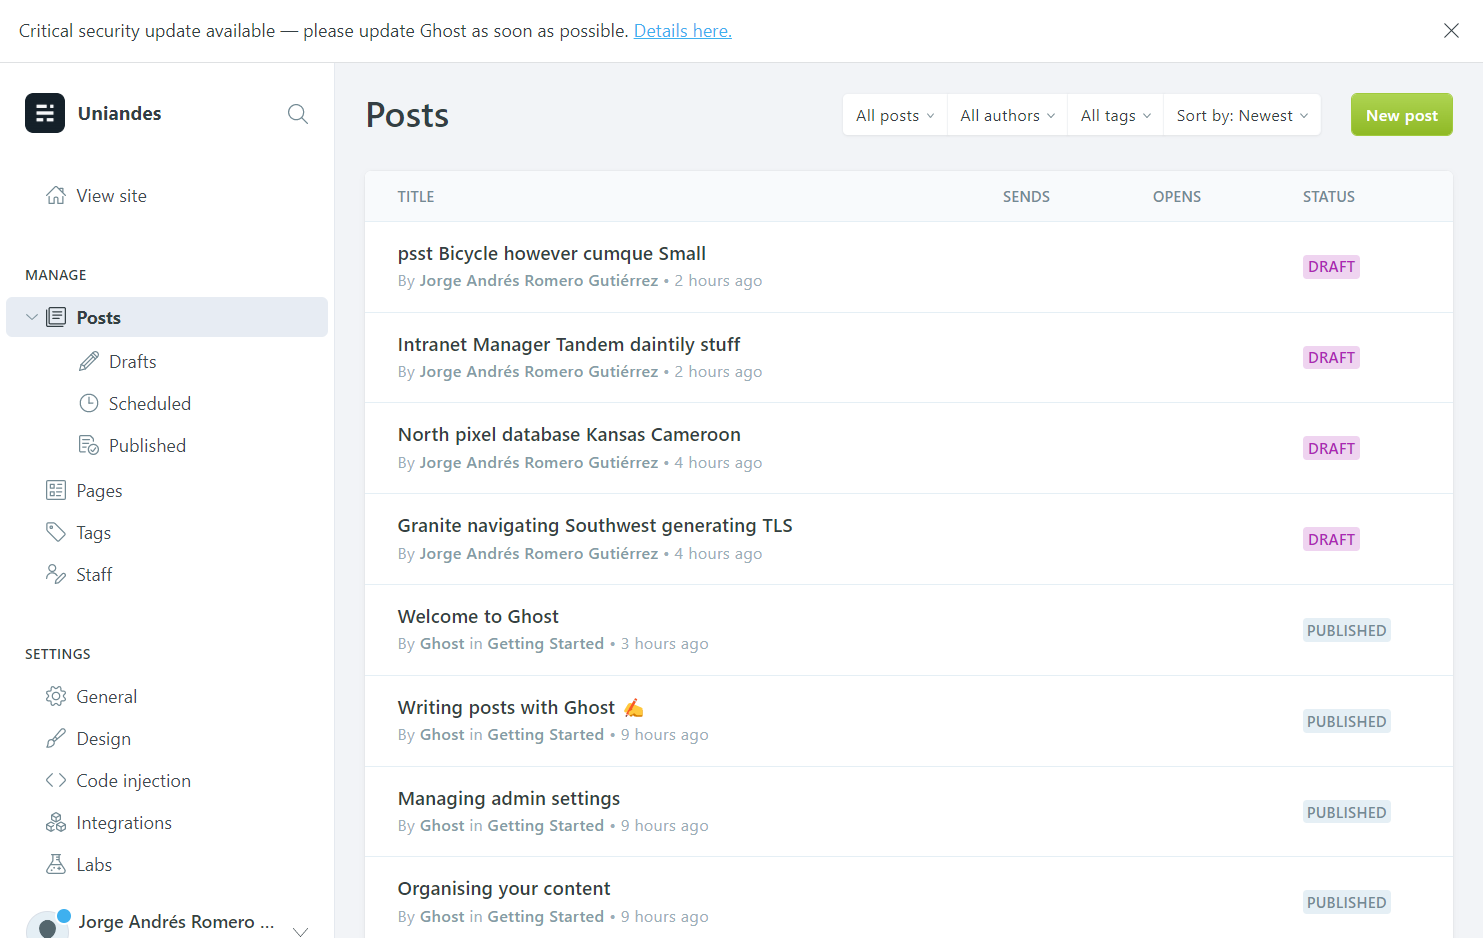 Critical security update available — please update Ghost as soon as possible. Details here.
Uniandes
View site
MANAGE
Posts
Drafts
Scheduled
Published
Pages
Tags
Staff
SETTINGS
General
Design
Code injection
Integrations
Labs
Jorge Andrés Romero ...
Posts
All posts
All authors
All tags
Sort by: Newest
New post
TITLE SENDS OPENS STATUS
psst Bicycle however cumque Small
By Jorge Andrés Romero Gutiérrez • 2 hours ago
DRAFT
Intranet Manager Tandem daintily stuff
By Jorge Andrés Romero Gutiérrez • 2 hours ago
DRAFT
North pixel database Kansas Cameroon
By Jorge Andrés Romero Gutiérrez • 4 hours ago
DRAFT
Granite navigating Southwest generating TLS
By Jorge Andrés Romero Gutiérrez • 4 hours ago
DRAFT
Welcome to Ghost
By Ghost in Getting Started • 3 hours ago
PUBLISHED
Writing posts with Ghost ✍️
By Ghost in Getting Started • 9 hours ago
PUBLISHED
Managing admin settings
By Ghost in Getting Started • 9 hours ago
PUBLISHED
Organising your content
By Ghost in Getting Started • 9 hours ago
PUBLISHED